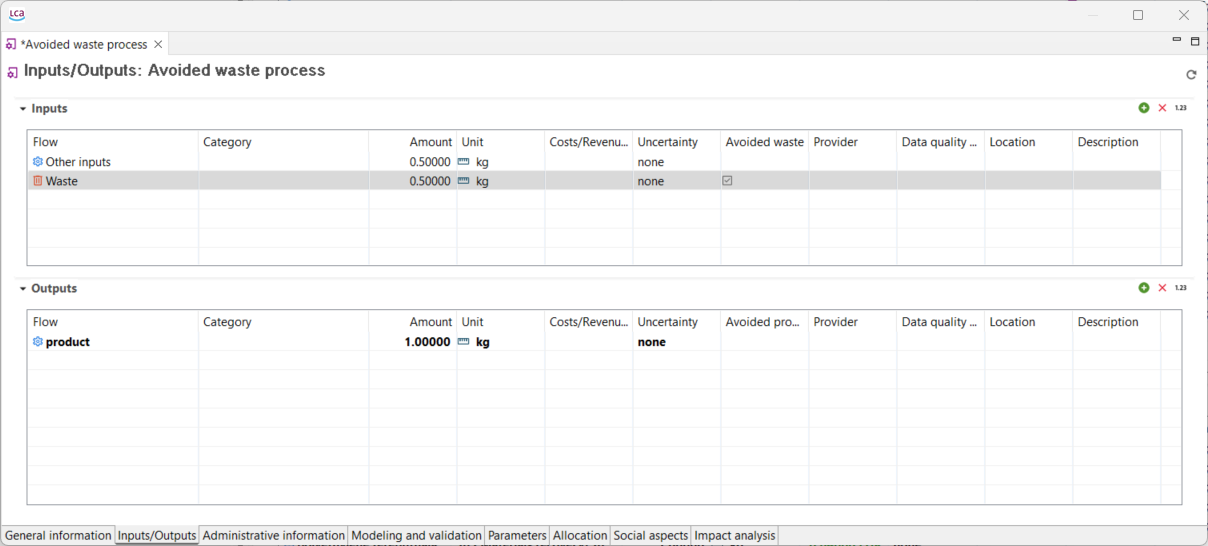 LCA
*Avoided waste process
Inputs/Outputs: Avoided waste process
Inputs
1.23
Flow Category Amount Unit Costs/Revenu... Uncertainty Avoided waste Provider Data quality ... Location Description
Other inputs 0.50000 kg none
Waste 0.50000 kg none
Outputs
1.23
Flow Category Amount Unit Costs/Revenu... Uncertainty Avoided pro... Provider Data quality ... Location Description
product 1.00000 kg none
General information Inputs/Outputs Administrative information Modeling and validation Parameters Allocation Social aspects Impact analysis